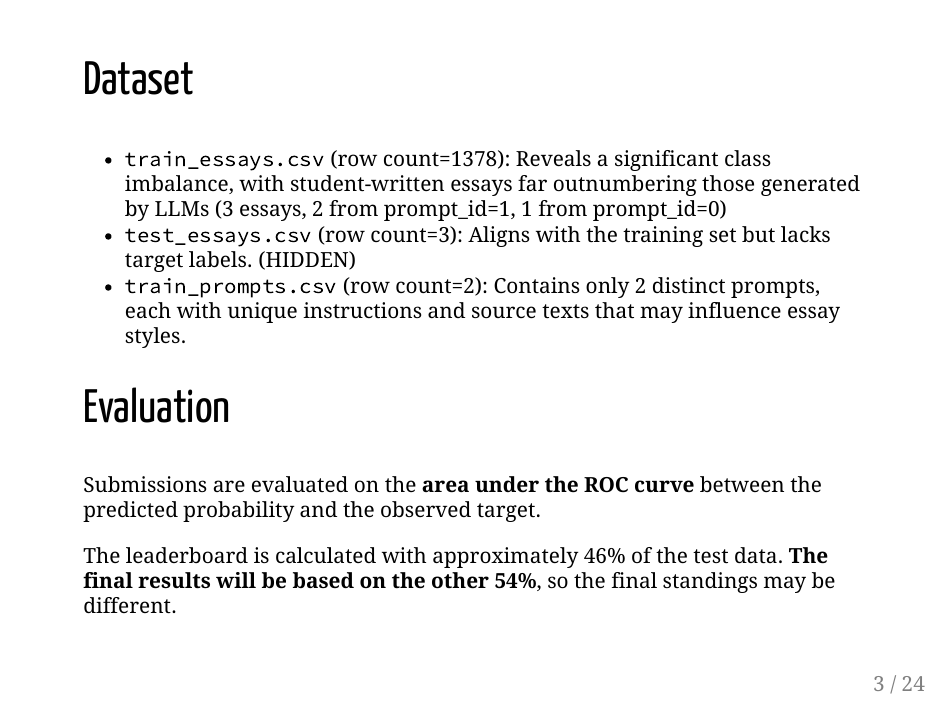 Dataset
• train_essays.csv (row count=1378): Reveals a significant class
imbalance, with student-written essays far outnumbering those generated
by LLMs (3 essays, 2 from prompt_id=1, 1 from prompt_id=0)
• test_essays.csv (row count=3): Aligns with the training set but lacks
target labels. (HIDDEN)
• train_prompts.csv (row count=2): Contains only 2 distinct prompts,
each with unique instructions and source texts that may influence essay
styles.
Evaluation
Submissions are evaluated on the area under the ROC curve between the
predicted probability and the observed target.
The leaderboard is calculated with approximately 46% of the test data. The
final results will be based on the other 54%, so the final standings may be
different.
3 / 24